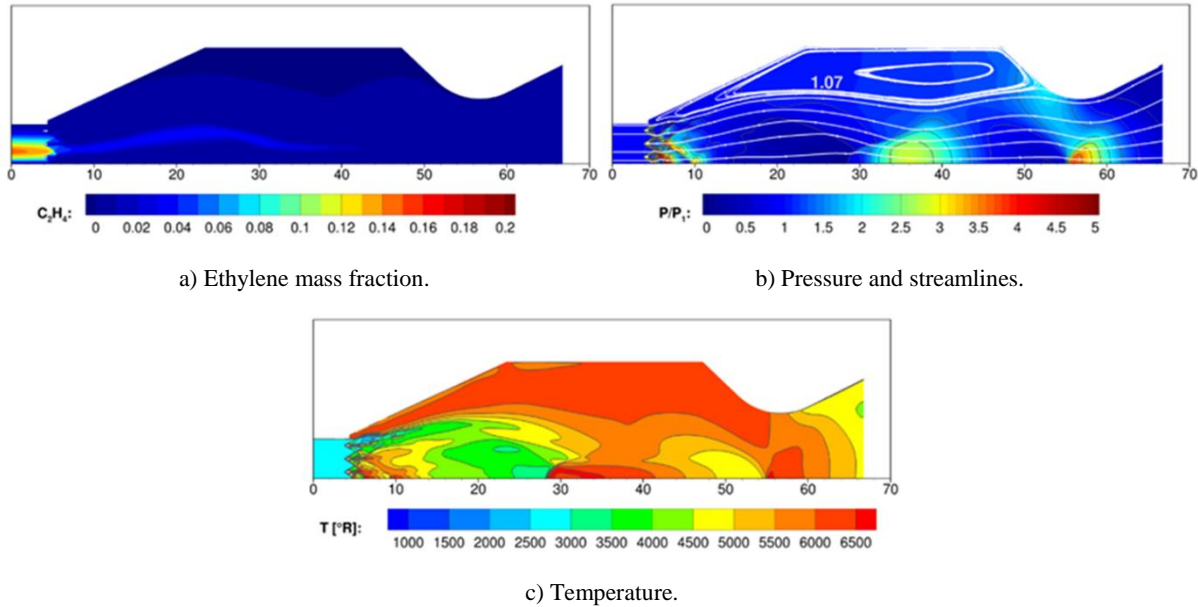 0 10 20 30 40 50 60 70
C₂H₄: 0 0.02 0.04 0.06 0.08 0.1 0.12 0.14 0.16 0.18 0.2
a) Ethylene mass fraction.
1.07
0 10 20 30 40 50 60 70
P/P₁: 0 0.5 1 1.5 2 2.5 3 3.5 4 4.5 5
b) Pressure and streamlines.
0 10 20 30 40 50 60 70
T [°R]: 1000 1500 2000 2500 3000 3500 4000 4500 5000 5500 6000 6500
c) Temperature.